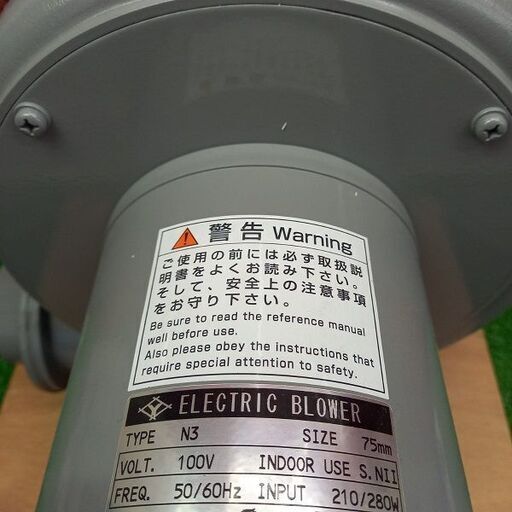 警告 Warning
ご使用の前には必ず取扱説
明書をよくお読み下さい。
そして、安全上の注意事項
をお守り下さい。
Be sure to read the reference manual
well before use.
Also please obey the instructions that
require special attention to safety.
ELECTRIC BLOWER
TYPE N3 SIZE 75mm
VOLT. 100V INDOOR USE S.NII
FREQ. 50/60Hz INPUT 210/280W